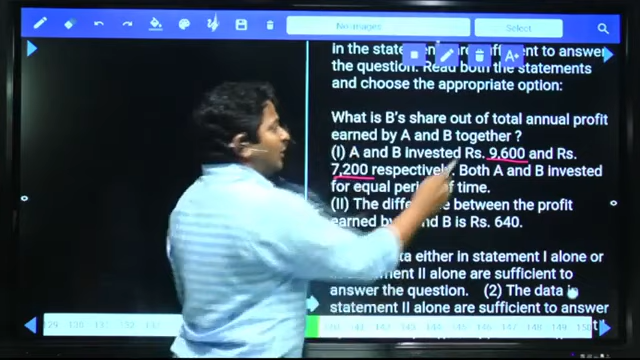 No images
Select
A+
in the statement are sufficient to answer
the question. Read both the statements
and choose the appropriate option:
What is B's share out of total annual profit
earned by A and B together ?
(I) A and B invested Rs. 9,600 and Rs.
7,200 respectively. Both A and B invested
for equal period of time.
(II) The difference between the profit
earned by A and B is Rs. 640.
data either in statement I alone or
in statement II alone are sufficient to
answer the question. (2) The data in
statement II alone are sufficient to answer